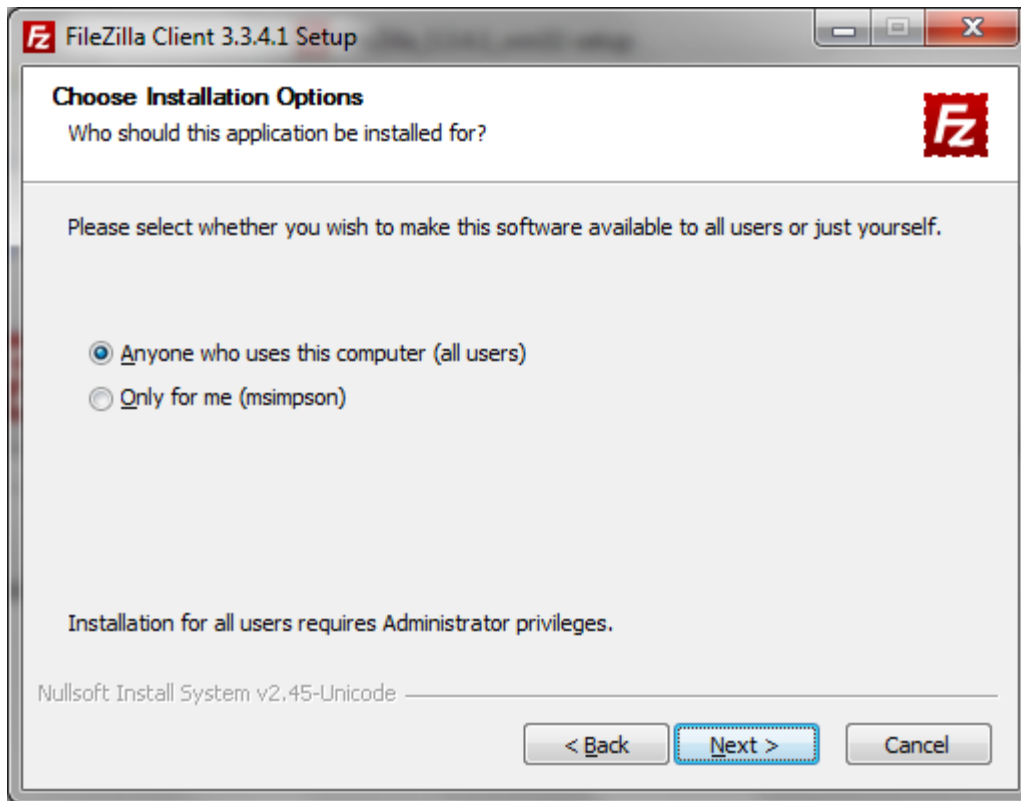 FileZilla Client 3.3.4.1 Setup
Choose Installation Options
Who should this application be installed for?
Fz
Please select whether you wish to make this software available to all users or just yourself.
Anyone who uses this computer (all users)
Only for me (msimpson)
Installation for all users requires Administrator privileges.
Nullsoft Install System v2.45-Unicode
< Back Next > Cancel